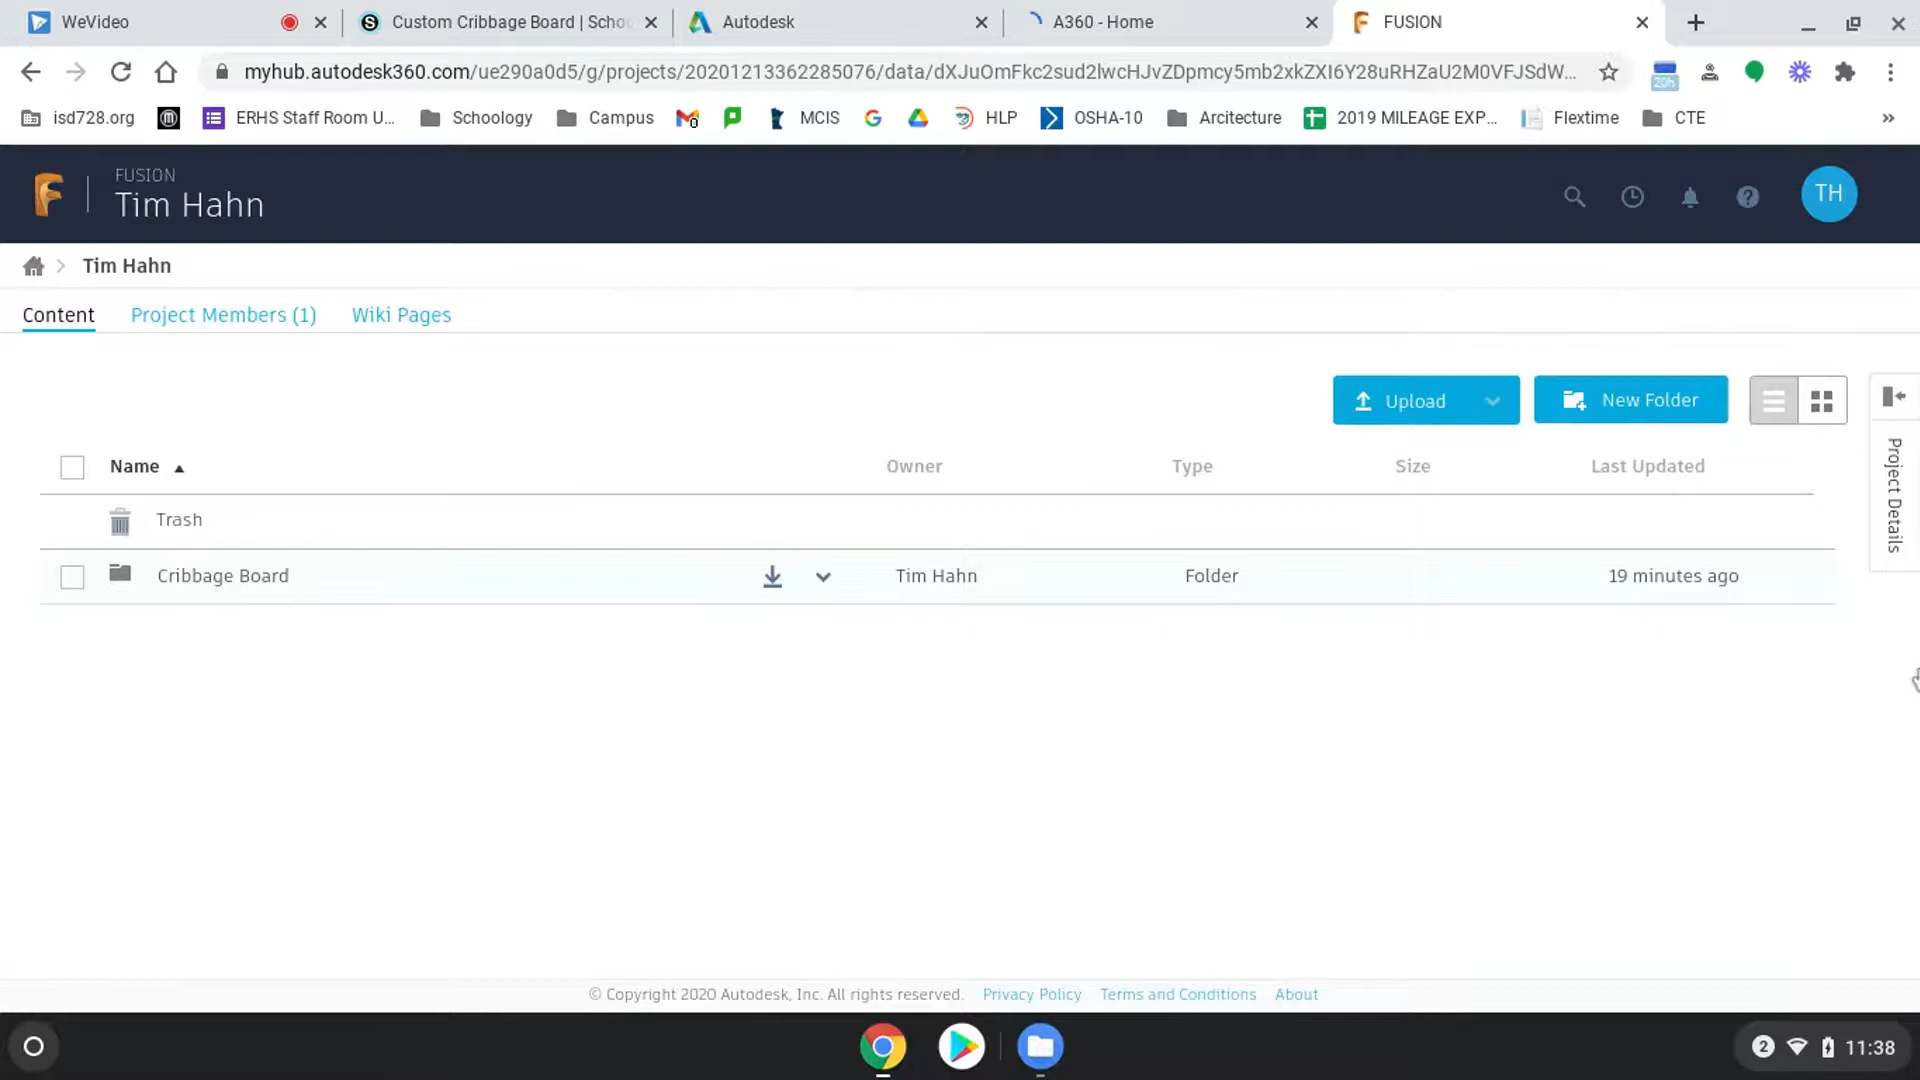 WeVideo
Custom Cribbage Board | Schoo
Autodesk
A360 - Home
FUSION
myhub.autodesk360.com/ue290a0d5/g/projects/20201213362285076/data/dXJuOmFkc2sud2lwcHJvZDpmcy5mb2xkZXI6Y28uRHZaU2M0VFJSdW...
20h
isd728.org
ERHS Staff Room U...
Schoology
Campus
0
MCIS
HLP
OSHA-10
Arcitecture
2019 MILEAGE EXP...
Flextime
CTE
»
FUSION
Tim Hahn
TH
Tim Hahn
Content
Project Members (1)
Wiki Pages
Upload
New Folder
Project Details
Name
Owner
Type
Size
Last Updated
Trash
Cribbage Board
Tim Hahn
Folder
19 minutes ago
© Copyright 2020 Autodesk, Inc. All rights reserved.
Privacy Policy
Terms and Conditions
About
2
11:38